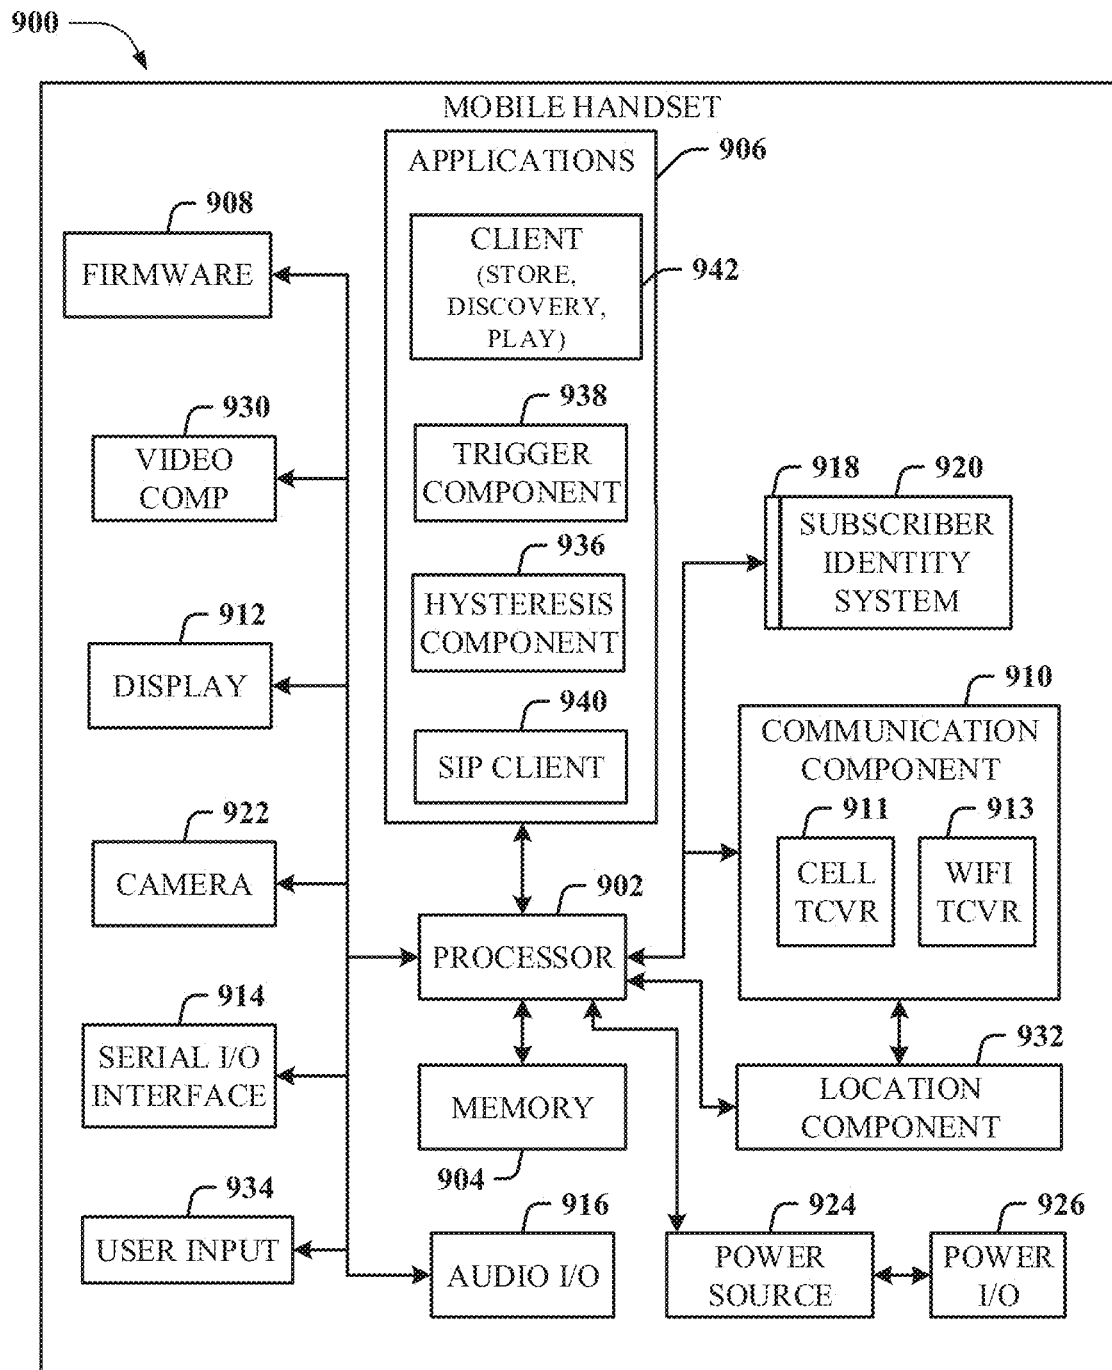 900
MOBILE HANDSET
APPLICATIONS
906
CLIENT
(STORE,
DISCOVERY,
PLAY)
942
938
TRIGGER
COMPONENT
936
HYSTERESIS
COMPONENT
940
SIP CLIENT
908
FIRMWARE
930
VIDEO
COMP
912
DISPLAY
922
CAMERA
914
SERIAL I/O
INTERFACE
934
USER INPUT
902
PROCESSOR
MEMORY
904
916
AUDIO I/O
918
920
SUBSCRIBER
IDENTITY
SYSTEM
910
COMMUNICATION
COMPONENT
911
CELL
TCVR
913
WIFI
TCVR
932
LOCATION
COMPONENT
924
POWER
SOURCE
926
POWER
I/O